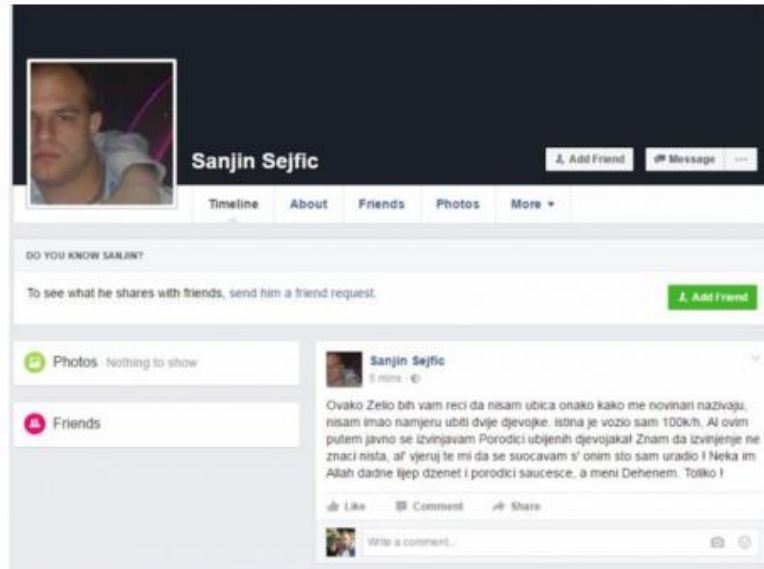 Sanjin Sejfic
Add Friend
Message
Timeline About Friends Photos More
DO YOU KNOW SANJIN?
To see what he shares with friends, send him a friend request.
Add Friend
Photos Nothing to show
Friends
Sanjin Sejfic
5 mins
Ovako Zelio bih vam reci da nisam ubica onako kako me novinari nazivaju,
nisam imao namjeru ubiti dvije djevojke. istina je vozio sam 100k/h, Al ovim
putem javno se izvinjavam Porodici ubijenih djevojaka! Znam da izvinjenje ne
znaci nista, al' vjeruj te mi da se suocavam s' onim sto sam uradio ! Neka im
Allah dadne lijep dzenet i porodici saucesce, a meni Dehenem. Toliko !
Like Comment Share
Write a comment...